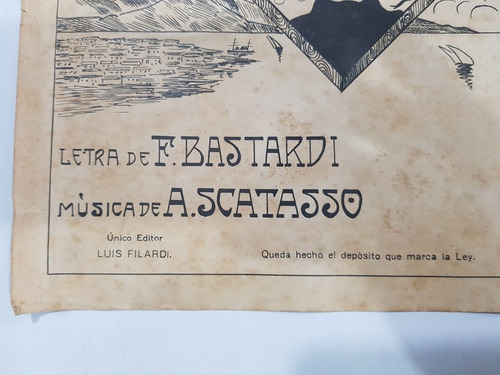 LETRA DE F. BASTARDI
MÚSICA DE A. SCATASSO
Único Editor
LUIS FILARDI.
Queda hecho el depósito que marca la Ley.